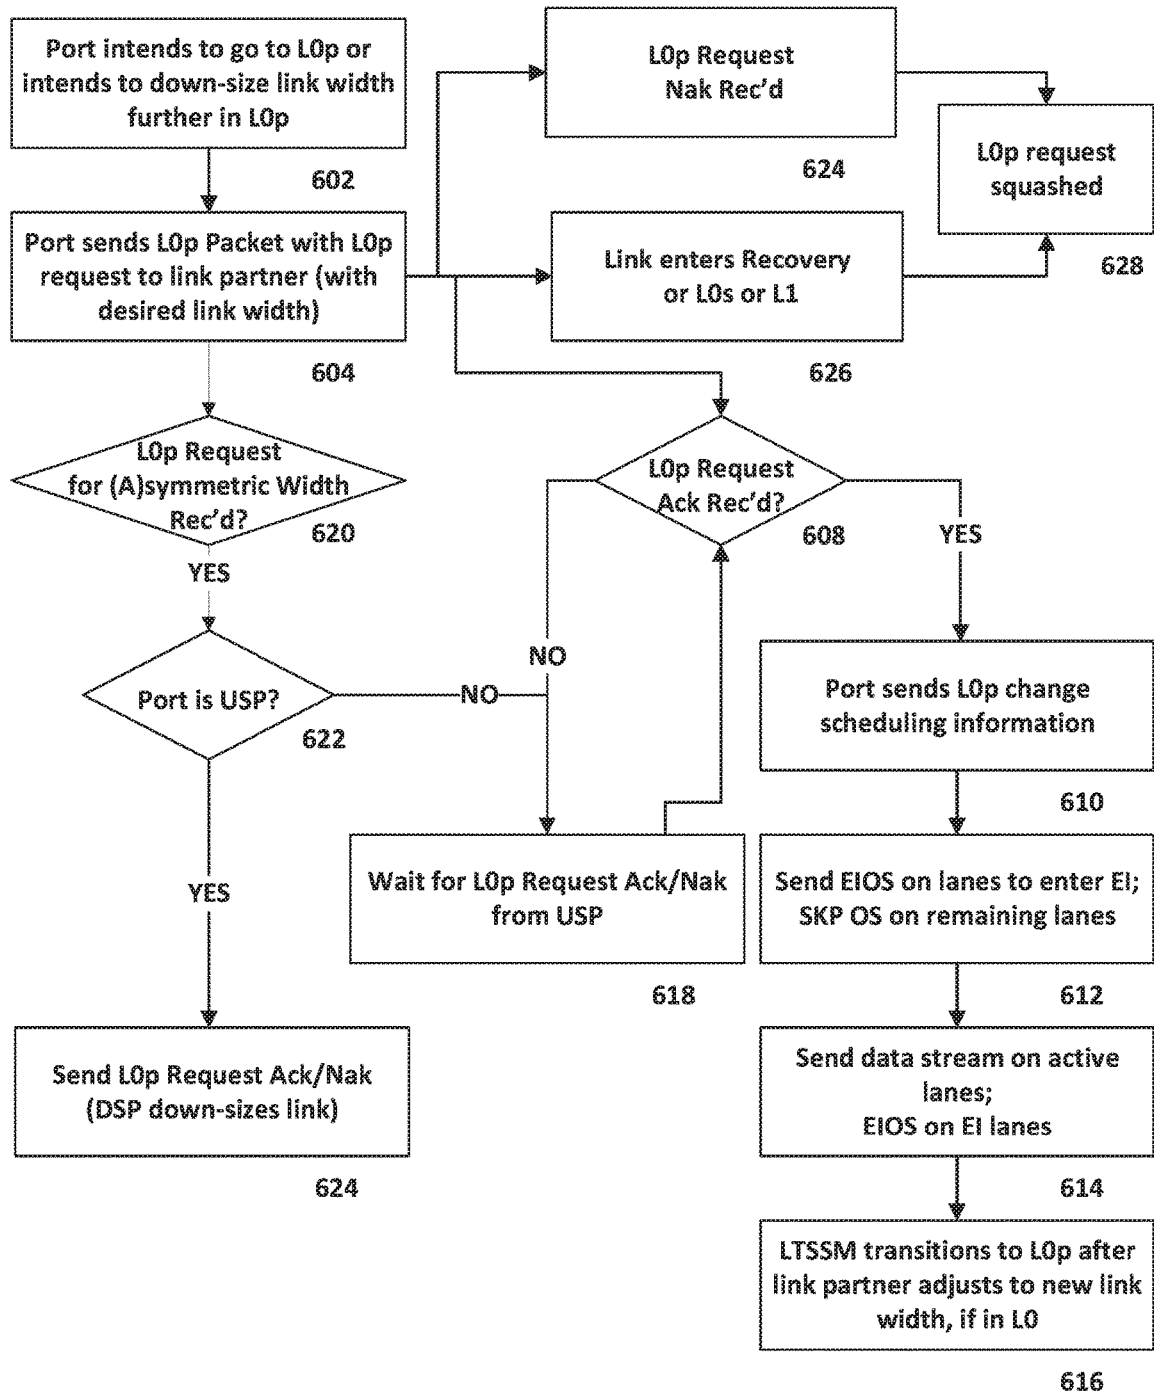 Port intends to go to L0p or
intends to down-size link width
further in L0p
602
Port sends L0p Packet with L0p
request to link partner (with
desired link width)
604
L0p Request
Nak Rec'd
624
L0p request
squashed
628
Link enters Recovery
or L0s or L1
626
L0p Request
for (A)symmetric Width
Rec'd?
620
YES
L0p Request
Ack Rec'd?
608
YES
NO
Port is USP?
622
NO
Port sends L0p change
scheduling information
610
YES
Wait for L0p Request Ack/Nak
from USP
618
Send EIOS on lanes to enter EI;
SKP OS on remaining lanes
612
Send L0p Request Ack/Nak
(DSP down-sizes link)
624
Send data stream on active
lanes;
EIOS on EI lanes
614
LTSSM transitions to L0p after
link partner adjusts to new link
width, if in L0
616